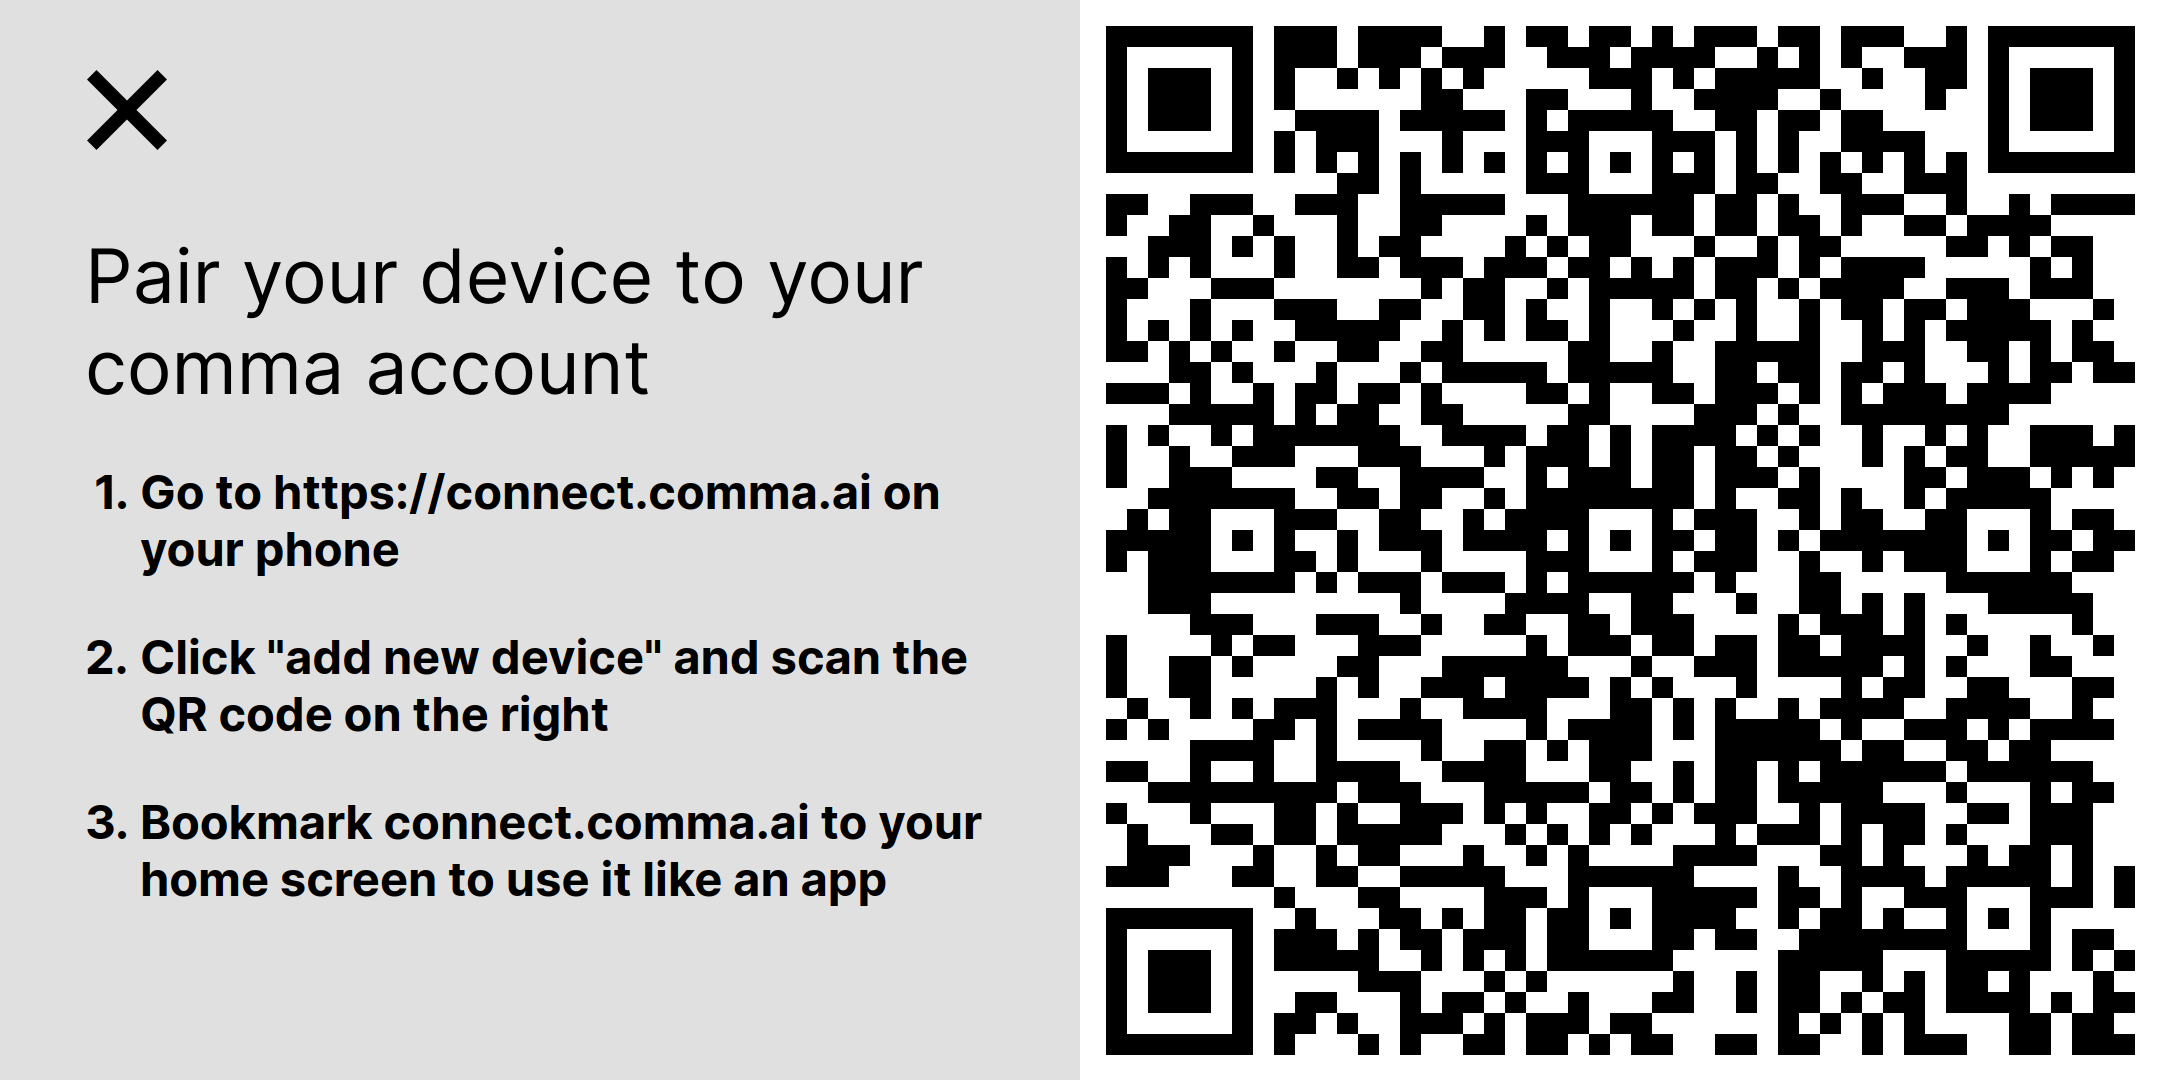 Pair your device to your
comma account
1. Go to https://connect.comma.ai on
your phone
2. Click "add new device" and scan the
QR code on the right
3. Bookmark connect.comma.ai to your
home screen to use it like an app